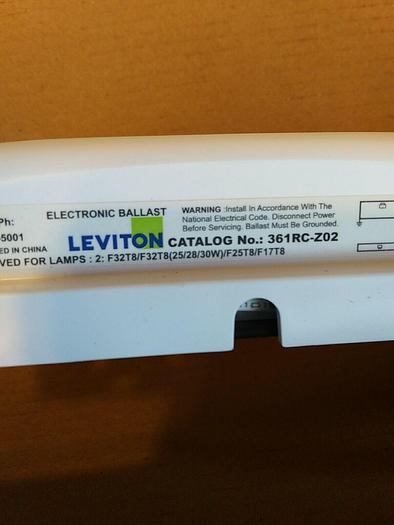 Ph:
5001
ED IN CHINA
ELECTRONIC BALLAST
LEVITON
WARNING :Install In Accordance With The
National Electrical Code. Disconnect Power
Before Servicing. Ballast Must Be Grounded.
CATALOG No.: 361RC-Z02
VED FOR LAMPS : 2: F32T8/F32T8(25/28/30W)/F25T8/F17T8